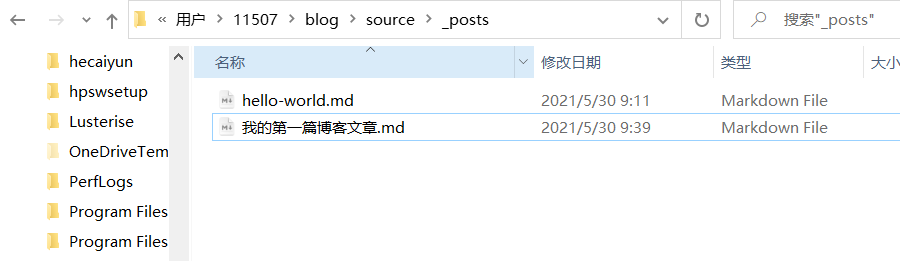 « 用户 › 11507 › blog › source › _posts
搜索"_posts"
hecaiyun
hpswsetup
Lusterise
OneDriveTem
PerfLogs
Program Files
Program Files
名称 修改日期 类型 大小
hello-world.md 2021/5/30 9:11 Markdown File
我的第一篇博客文章.md 2021/5/30 9:39 Markdown File